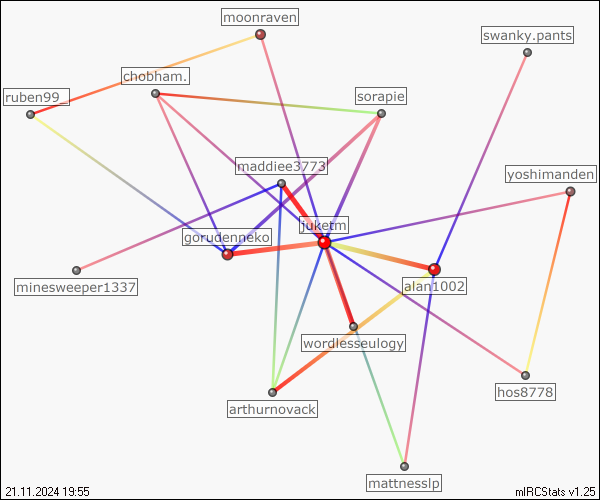 moonraven
swanky.pants
chobham.
ruben99_
sorapie
maddiee3773
yoshimanden
juketm
gorudenneko
minesweeper1337
alan1002
wordlesseulogy
hos8778
arthurnovack
mattnesslp
21.11.2024 19:55
mIRCStats v1.25